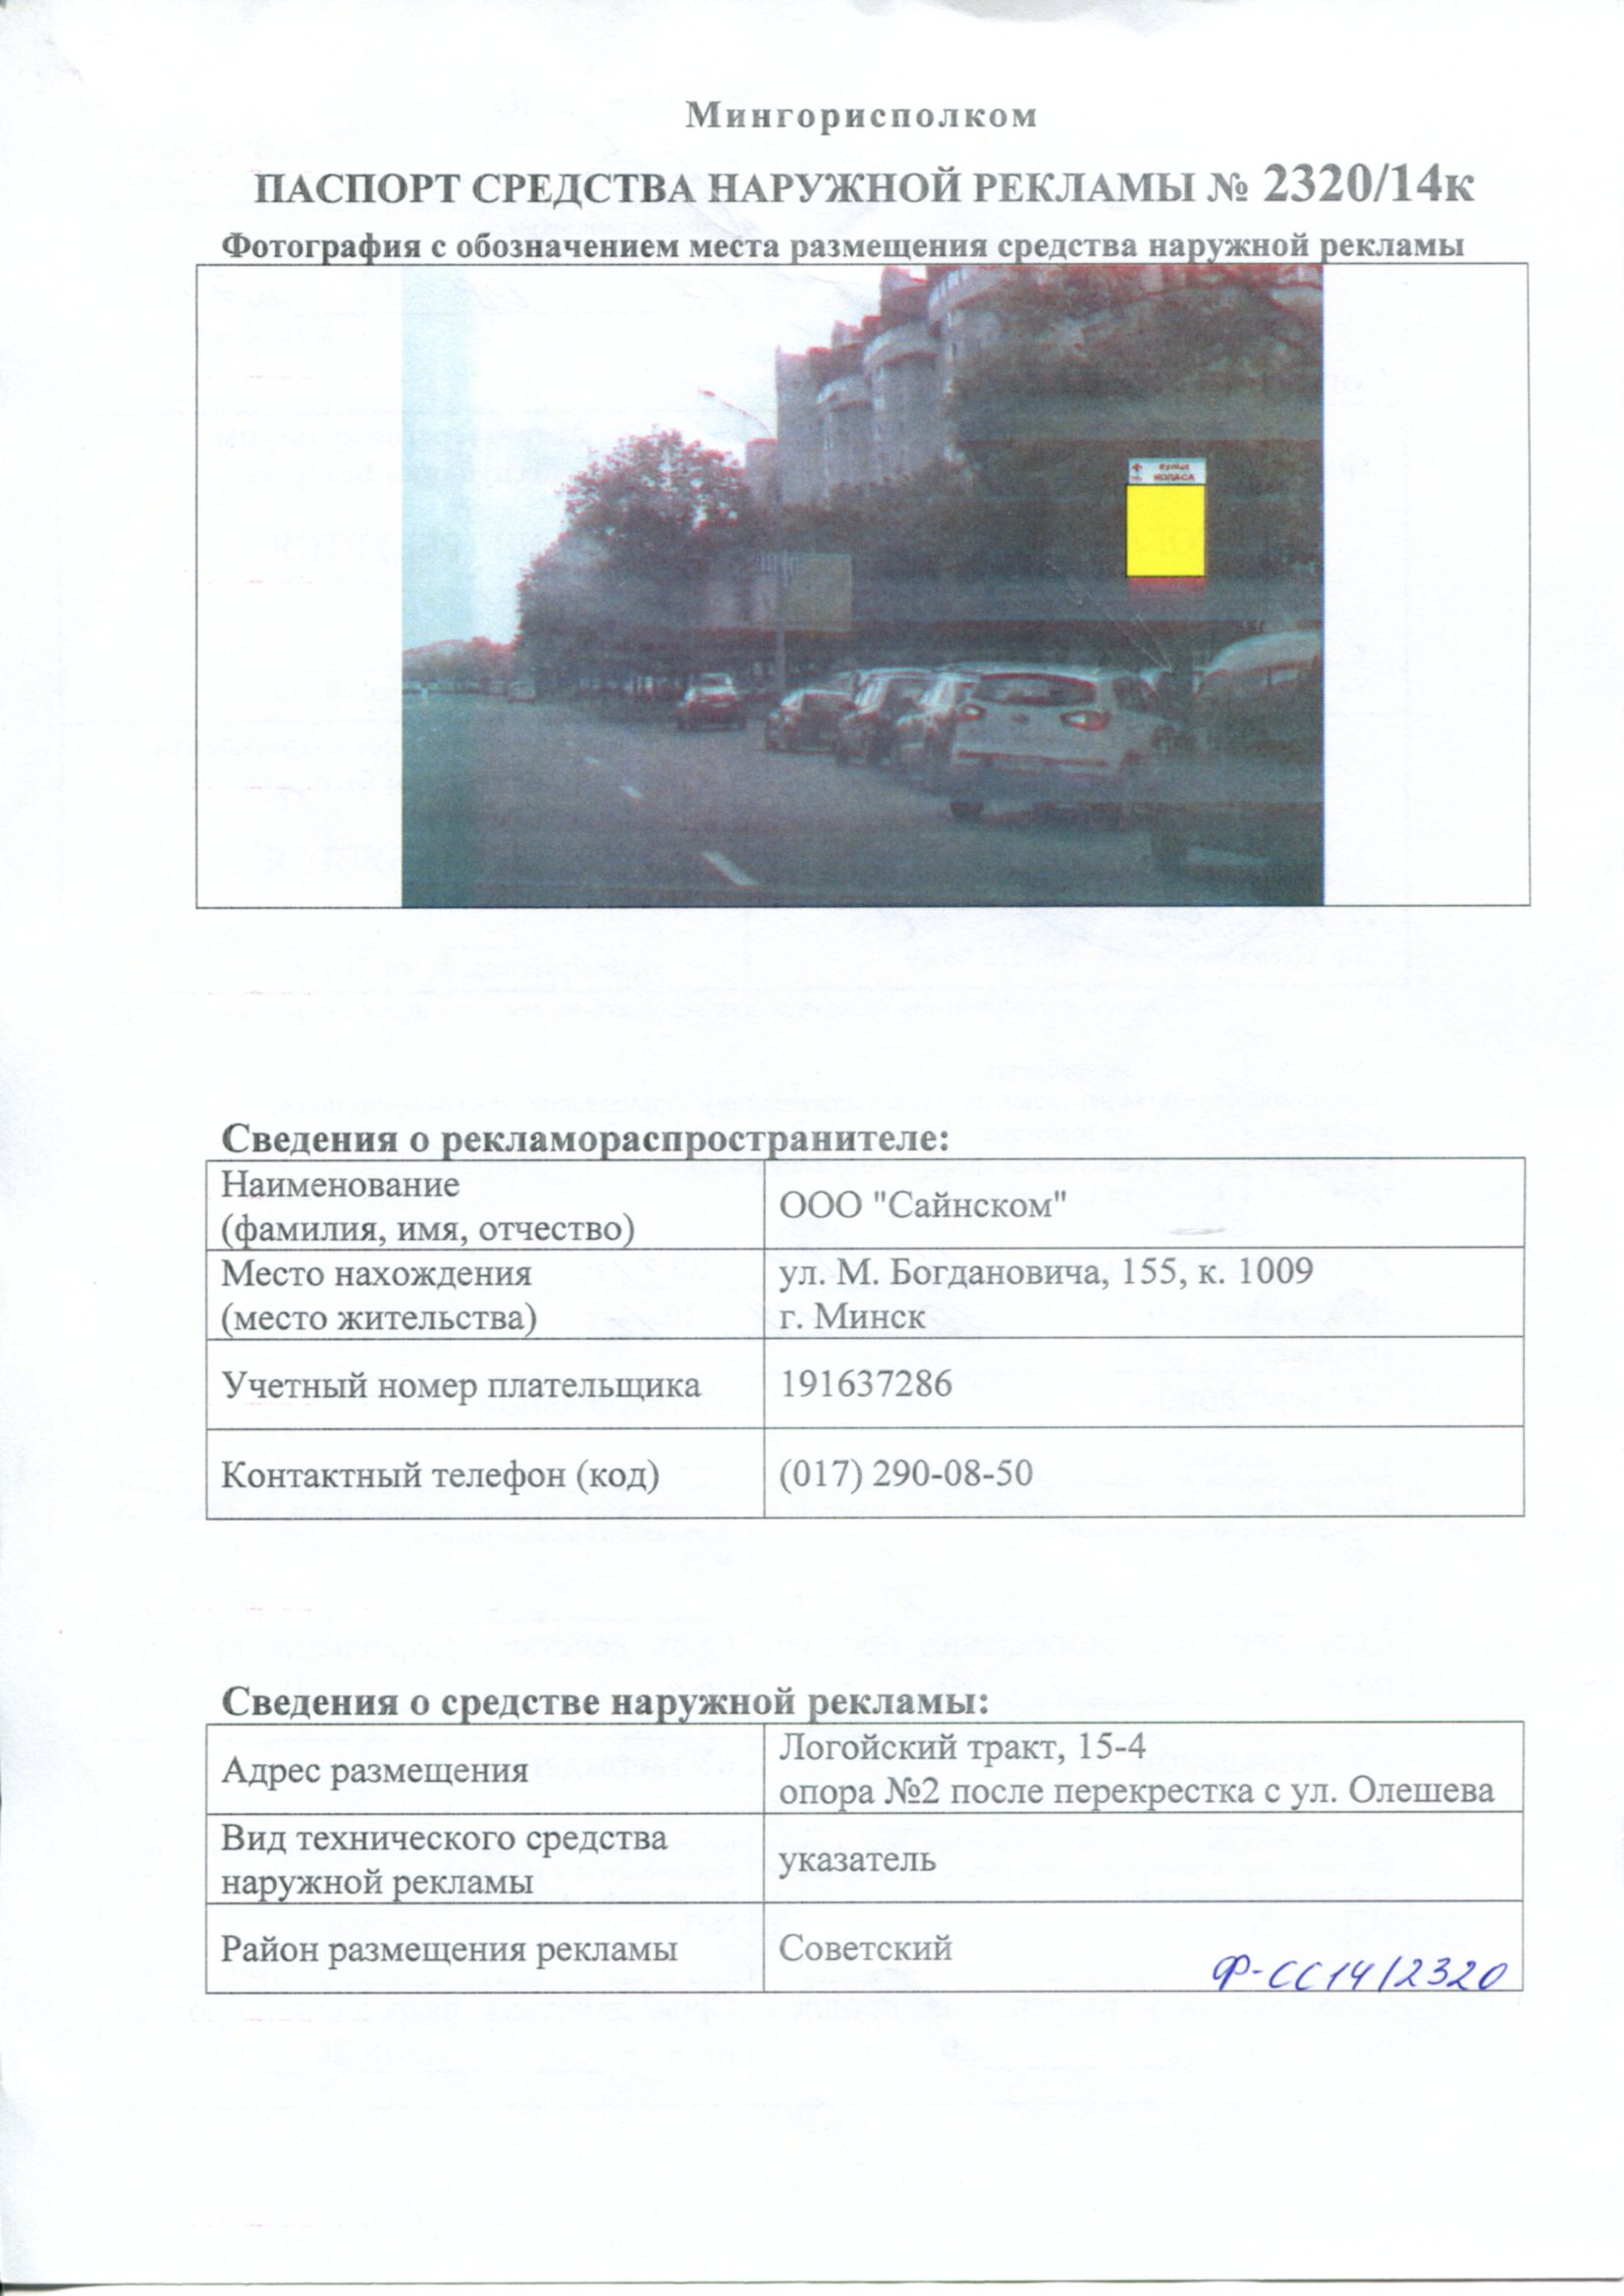 Мингорисполком
ПАСПОРТ СРЕДСТВА НАРУЖНОЙ РЕКЛАМЫ № 2320/14к
Фотография с обозначением места размещения средства наружной рекламы
улица
КОЛАСА
Сведения о рекламораспространителе:
Наименование
(фамилия, имя, отчество)
ООО "Сайнском"
Место нахождения
(место жительства)
ул. М. Богдановича, 155, к. 1009
г. Минск
Учетный номер плательщика
191637286
Контактный телефон (код)
(017) 290-08-50
Сведения о средстве наружной рекламы:
Адрес размещения
Логойский тракт, 15-4
опора №2 после перекрестка с ул. Олешева
Вид технического средства
наружной рекламы
указатель
Район размещения рекламы
Советский
Ф-СС14/2320